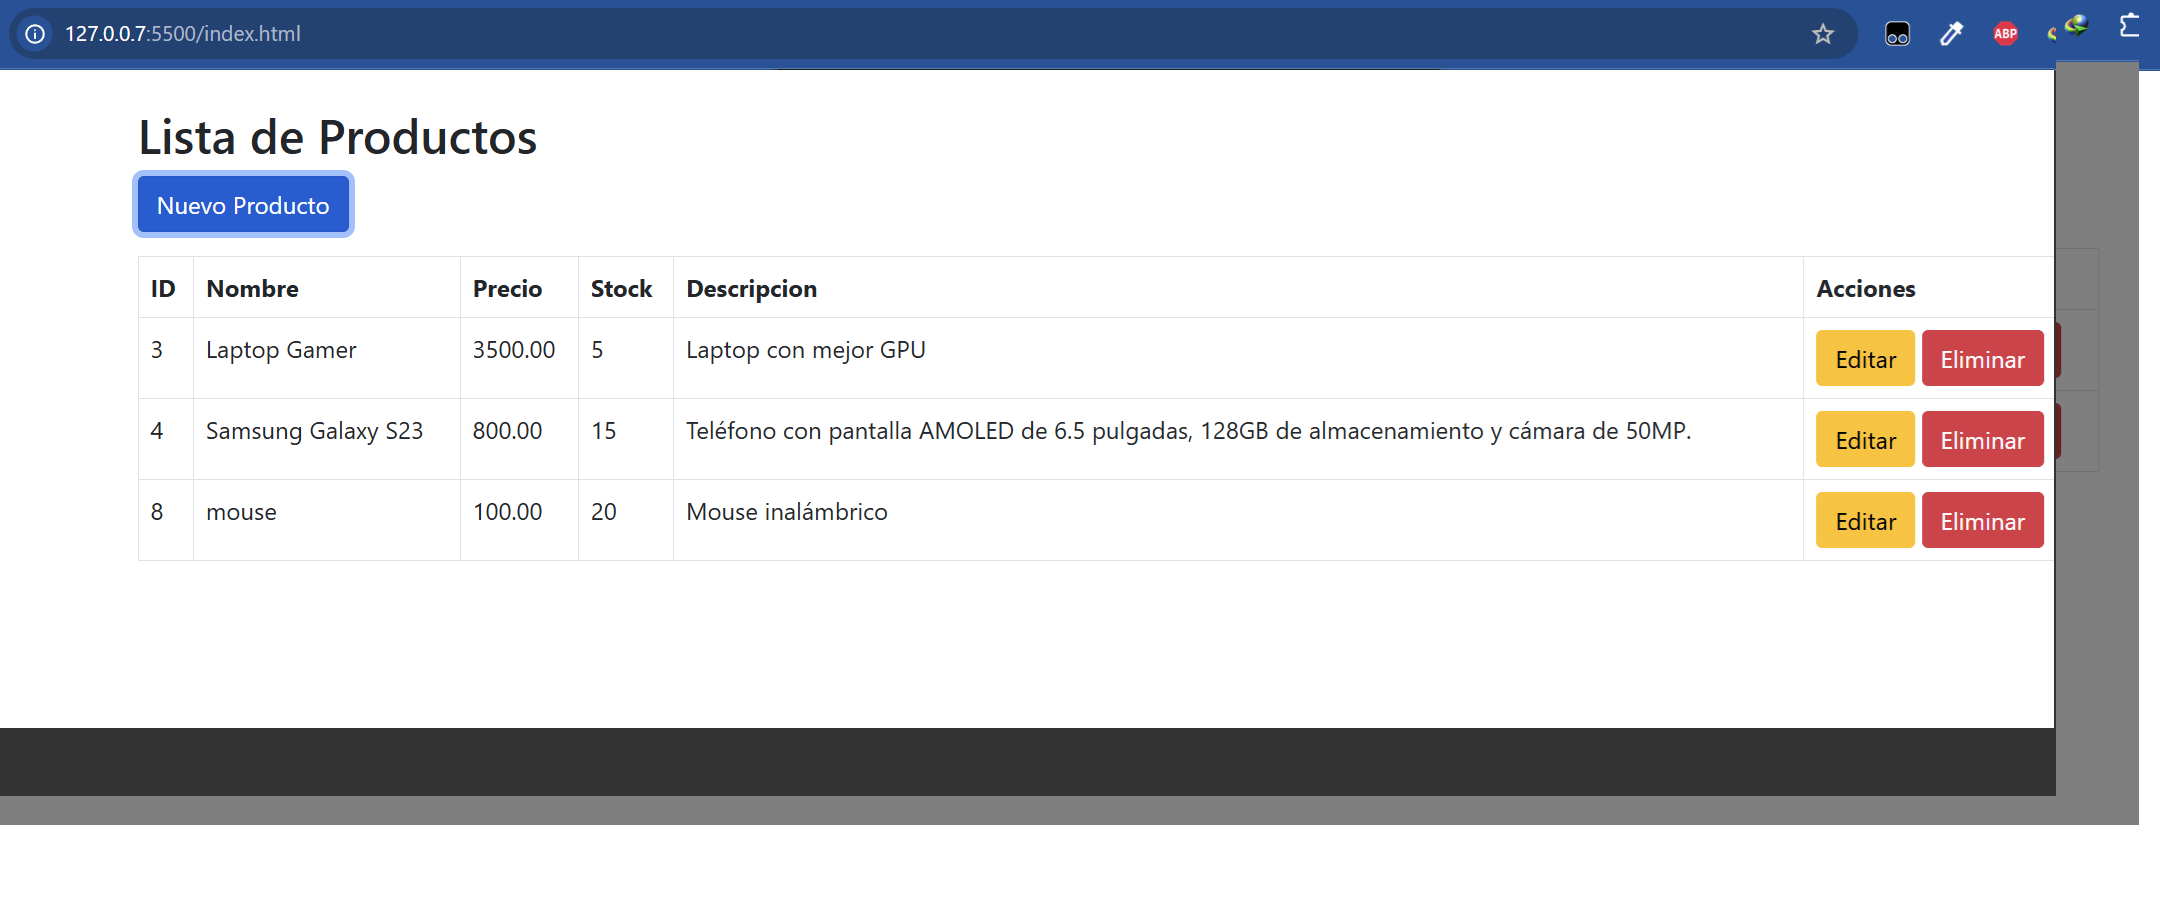 127.0.0.7:5500/index.html
ABP
Lista de Productos
Nuevo Producto
ID Nombre Precio Stock Descripcion Acciones
3 Laptop Gamer 3500.00 5 Laptop con mejor GPU Editar Eliminar
4 Samsung Galaxy S23 800.00 15 Teléfono con pantalla AMOLED de 6.5 pulgadas, 128GB de almacenamiento y cámara de 50MP. Editar Eliminar
8 mouse 100.00 20 Mouse inalámbrico Editar Eliminar